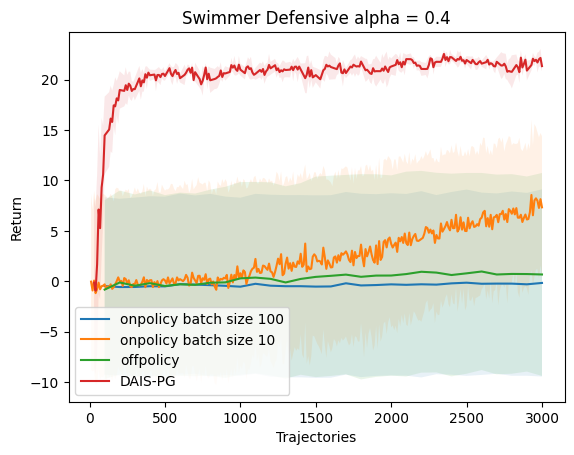 Swimmer Defensive alpha = 0.4
Return
20
15
10
5
0
−5
−10
onpolicy batch size 100
onpolicy batch size 10
offpolicy
DAIS-PG
0 500 1000 1500 2000 2500 3000
Trajectories